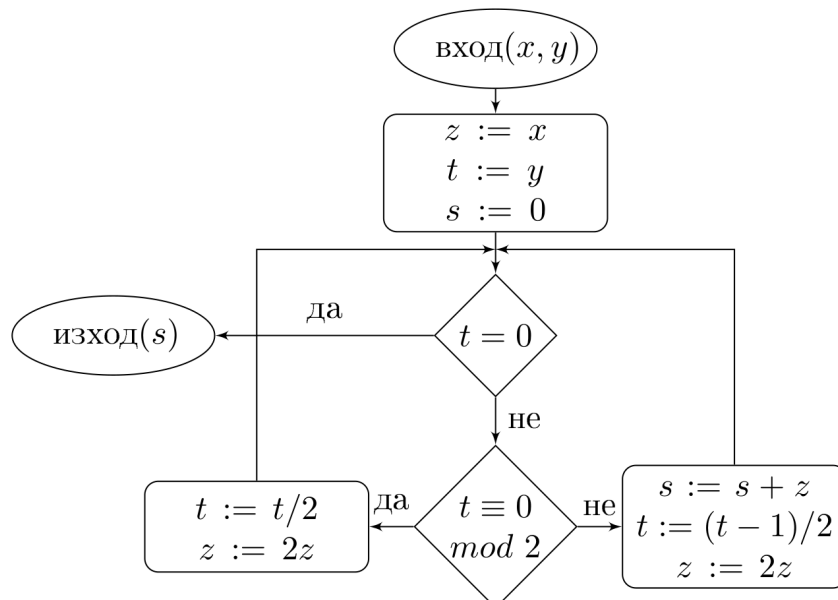 вход(x, y)
z := x
t := y
s := 0
да
изход(s)
t = 0
не
t := t/2
z := 2z
да
t ≡ 0
mod 2
не
s := s + z
t := (t − 1)/2
z := 2z